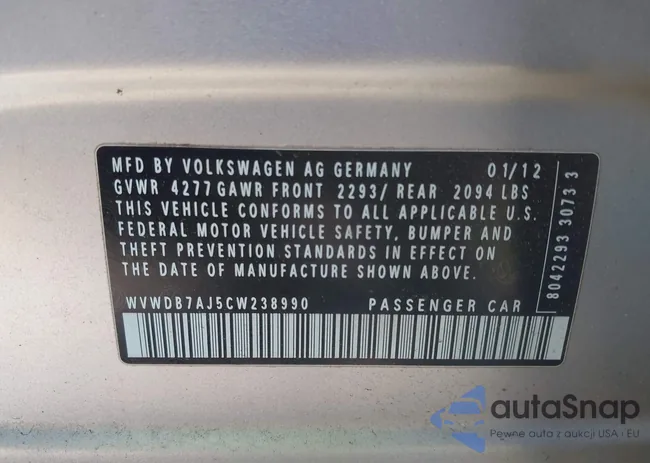 MFD BY VOLKSWAGEN AG GERMANY 01/12
GVWR 4277 GAWR FRONT 2293/ REAR 2094 LBS
THIS VEHICLE CONFORMS TO ALL APPLICABLE U.S.
FEDERAL MOTOR VEHICLE SAFETY, BUMPER AND
THEFT PREVENTION STANDARDS IN EFFECT ON
THE DATE OF MANUFACTURE SHOWN ABOVE.
WVWDB7AJ5CW238990 PASSENGER CAR
8042293 3073 3
autaSnap
Pewne auta z aukcji USA i EU